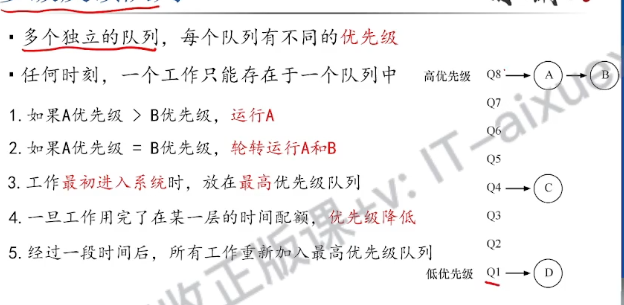 · 多个独立的队列，每个队列有不同的优先级
· 任何时刻，一个工作只能存在于一个队列中
1. 如果A优先级 > B优先级，运行A
2. 如果A优先级 = B优先级，轮转运行A和B
3. 工作最初进入系统时，放在最高优先级队列
4. 一旦工作用完了在某一层的时间配额，优先级降低
5. 经过一段时间后，所有工作重新加入最高优先级队列
高优先级 Q8 A B
Q7
Q6
Q5
Q4 C
Q3
Q2
低优先级 Q1 D
收正版课+v: IT-aixue